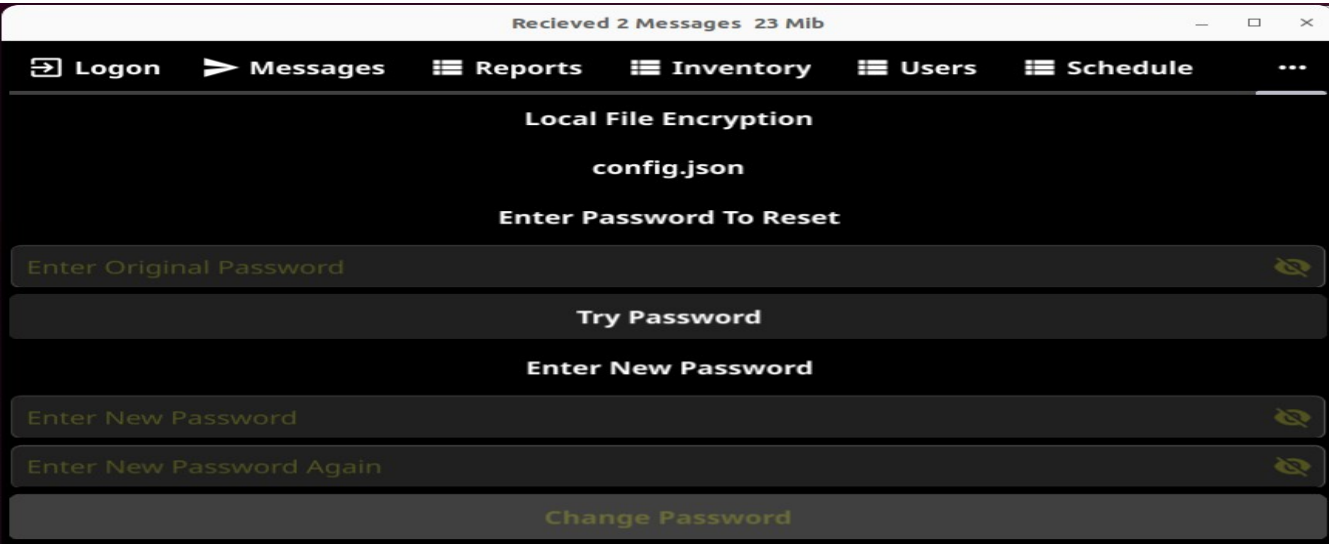 Recieved 2 Messages 23 Mib
Logon Messages Reports Inventory Users Schedule ...
Local File Encryption
config.json
Enter Password To Reset
Enter Original Password
Try Password
Enter New Password
Enter New Password
Enter New Password Again
Change Password